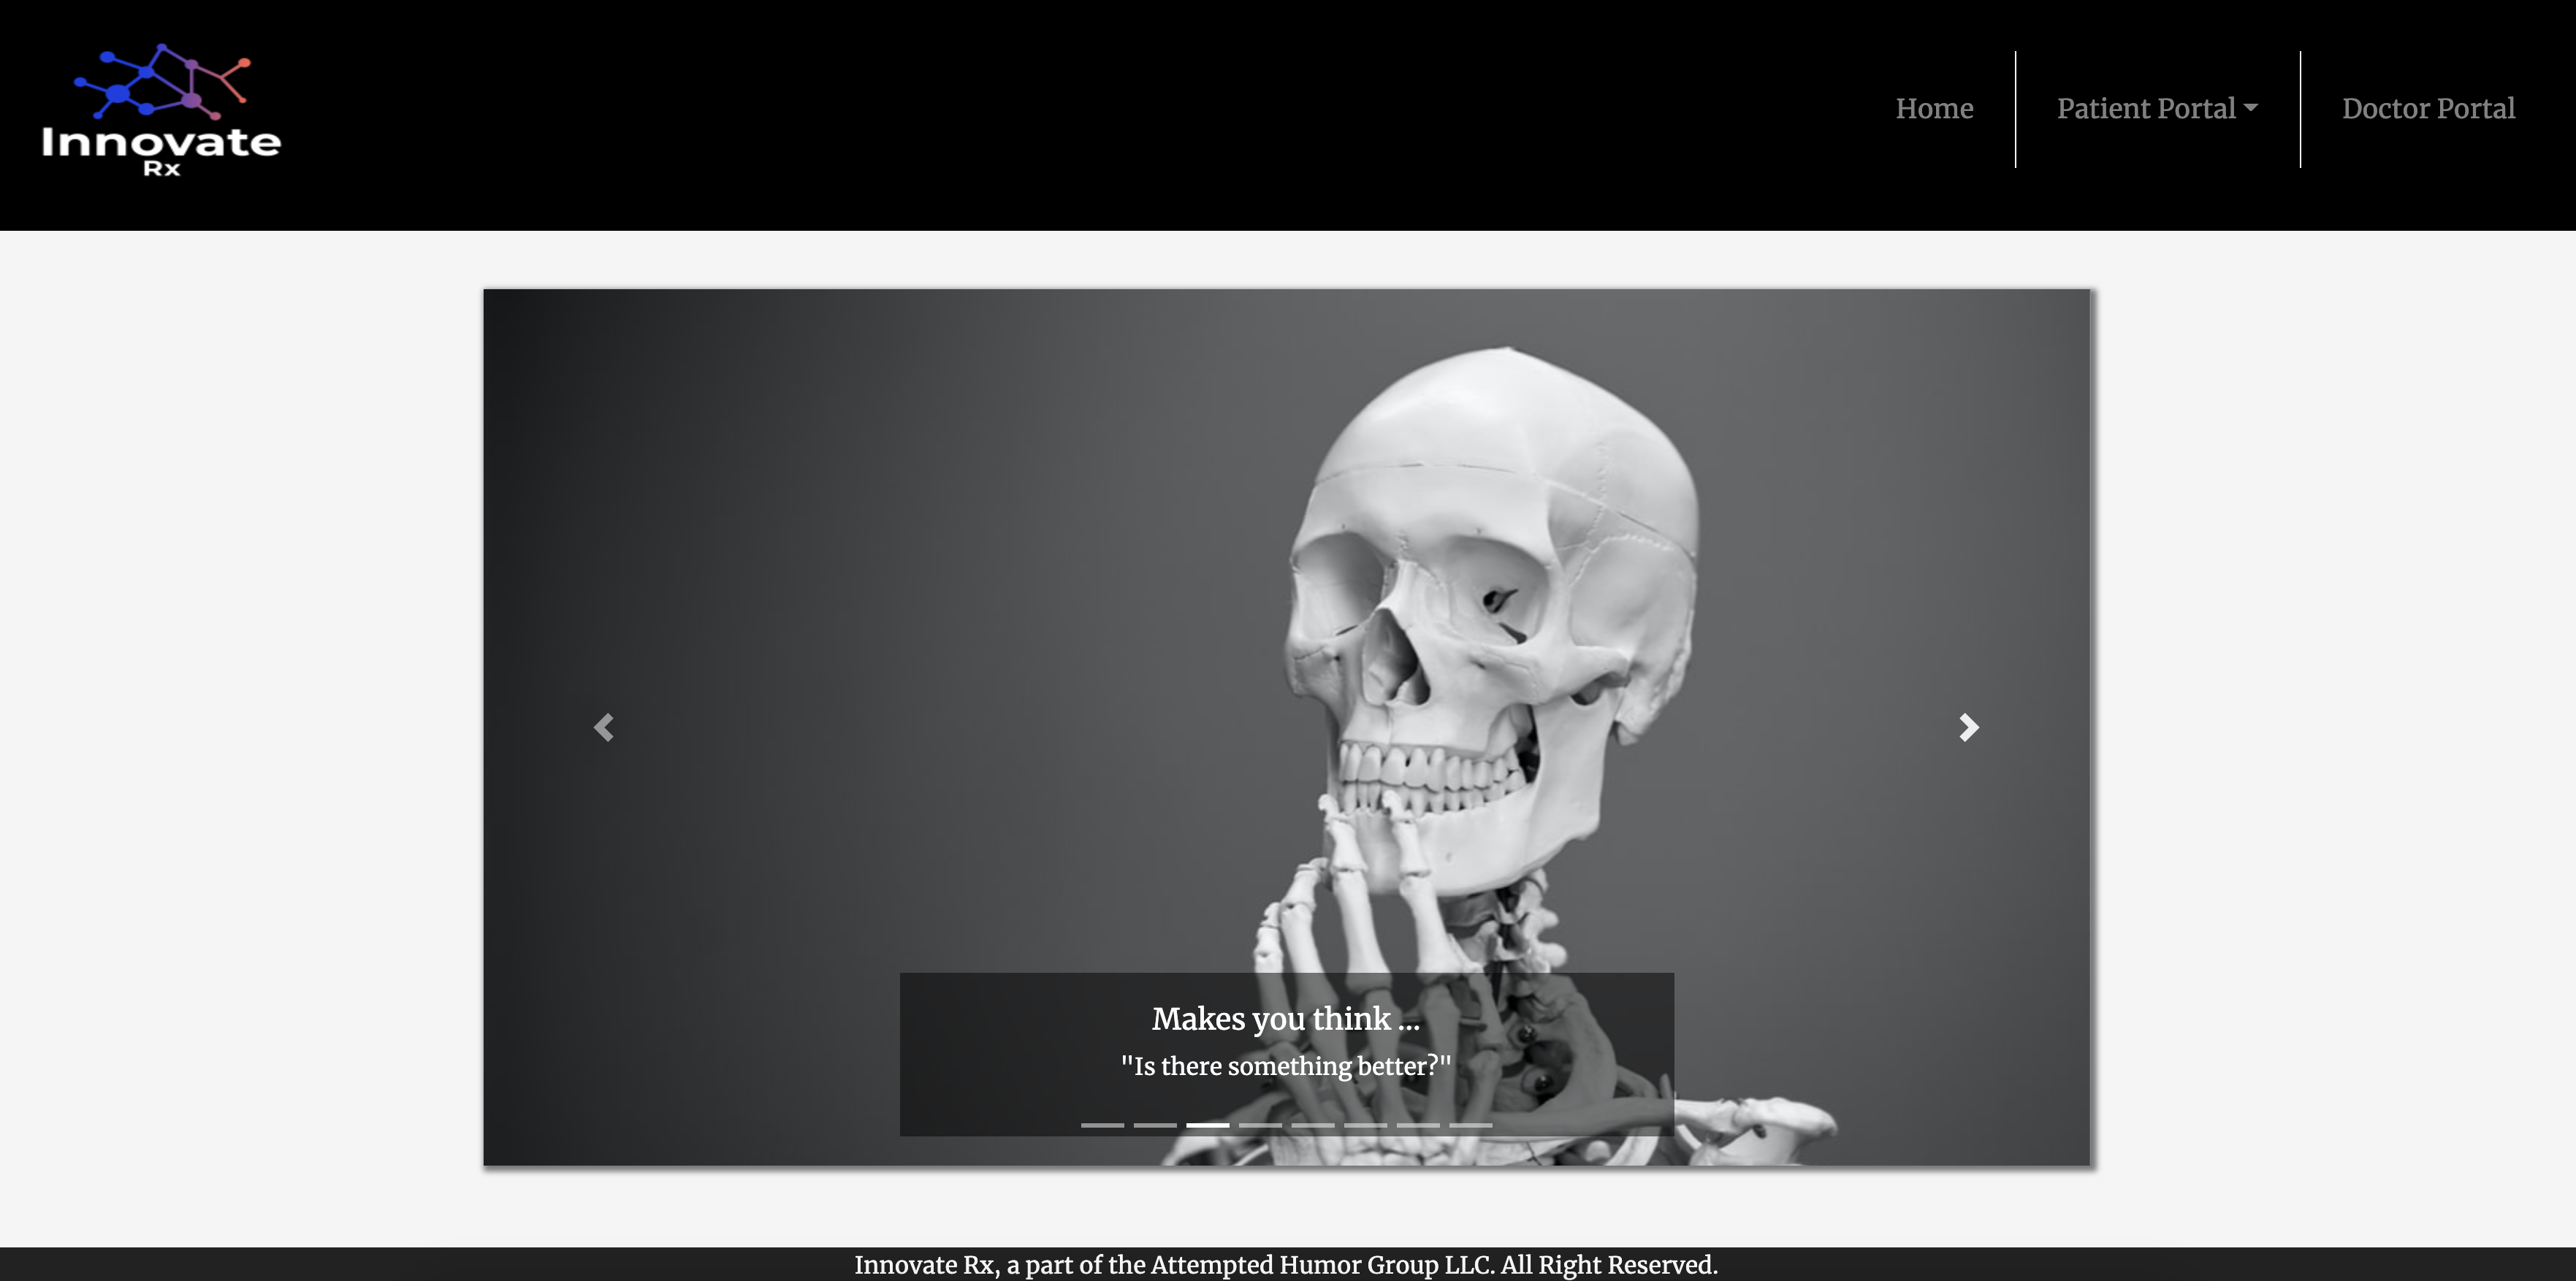 Innovate
Rx
Home
Patient Portal
Doctor Portal
Makes you think ...
"Is there something better?"
Innovate Rx, a part of the Attempted Humor Group LLC. All Right Reserved.